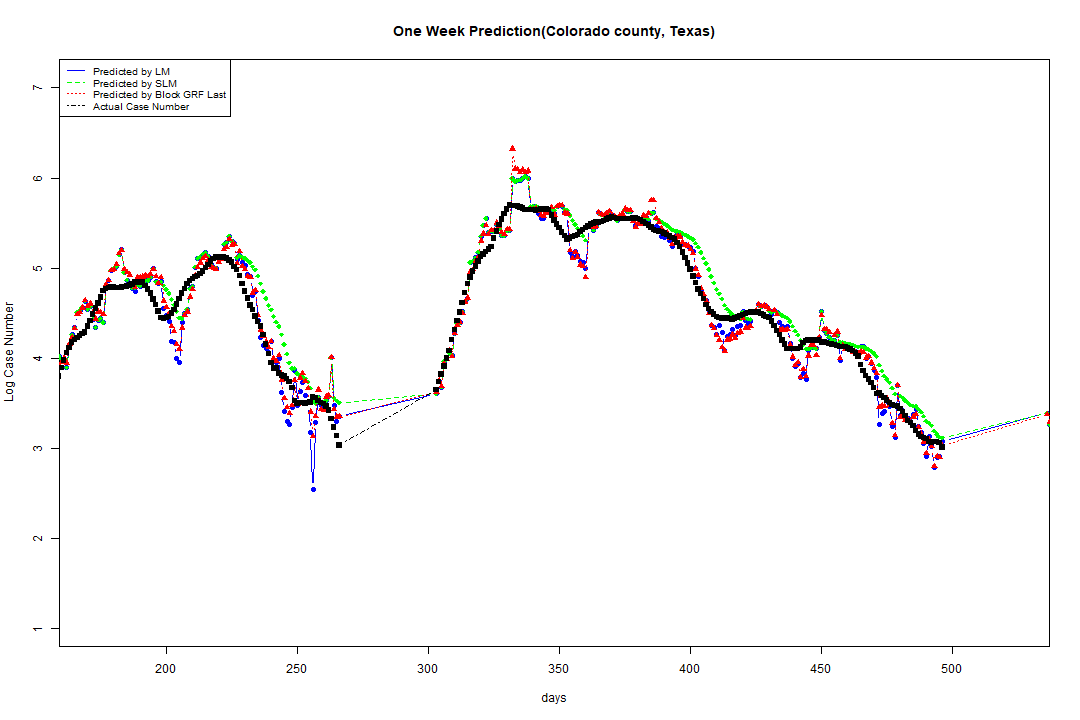 One Week Prediction(Colorado county, Texas)
Predicted by LM
Predicted by SLM
Predicted by Block GRF Last
Actual Case Number
7
6
5
4
3
2
1
Log Case Number
200 250 300 350 400 450 500
days